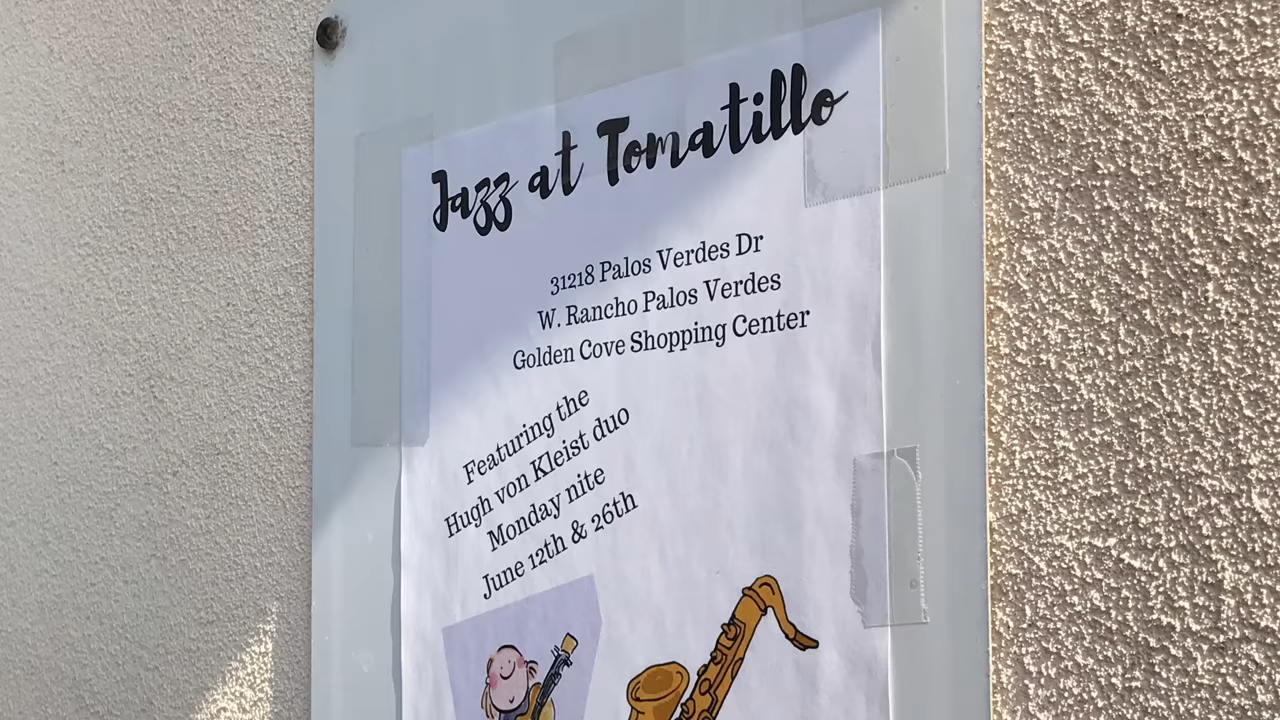 Jazz at Tomatillo
31218 Palos Verdes Dr
W. Rancho Palos Verdes
Golden Cove Shopping Center
Featuring the
Hugh von Kleist duo
Monday nite
June 12th & 26th